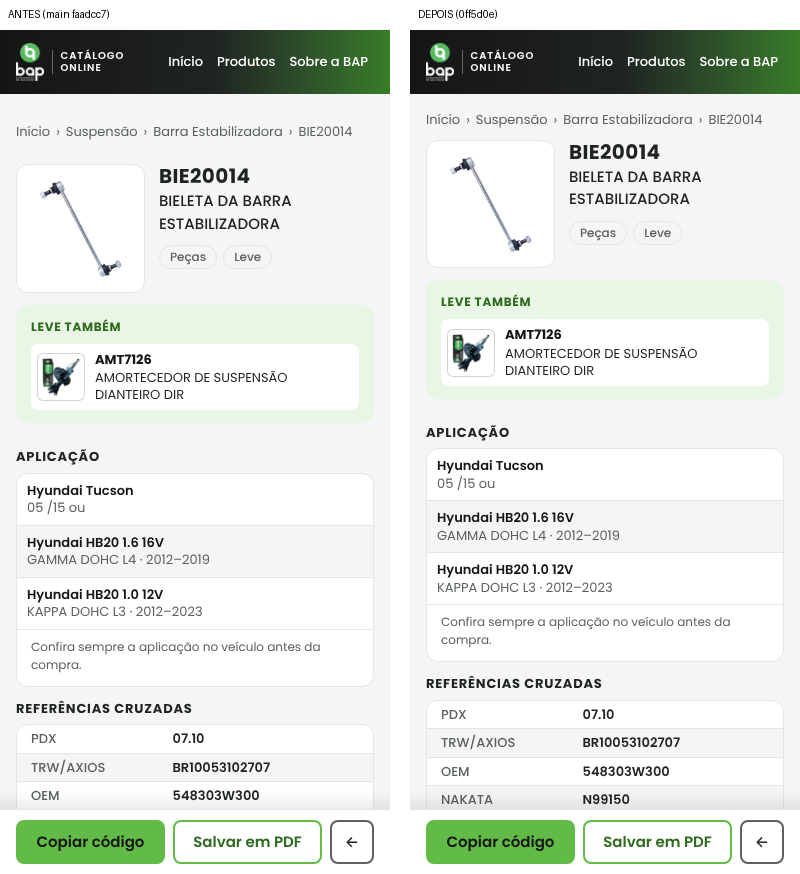 ANTES (main faadcc7)
bap
CATÁLOGO
ONLINE
Início
Produtos
Sobre a BAP
Início › Suspensão › Barra Estabilizadora › BIE20014
BIE20014
BIELETA DA BARRA
ESTABILIZADORA
Peças
Leve
LEVE TAMBÉM
AMT7126
AMORTECEDOR DE SUSPENSÃO
DIANTEIRO DIR
APLICAÇÃO
Hyundai Tucson
05 /15 ou
Hyundai HB20 1.6 16V
GAMMA DOHC L4 · 2012–2019
Hyundai HB20 1.0 12V
KAPPA DOHC L3 · 2012–2023
Confira sempre a aplicação no veículo antes da
compra.
REFERÊNCIAS CRUZADAS
PDX 07.10
TRW/AXIOS BR10053102707
OEM 548303W300
Copiar código
Salvar em PDF
←
DEPOIS (0ff5d0e)
bap
CATÁLOGO
ONLINE
Início
Produtos
Sobre a BAP
Início › Suspensão › Barra Estabilizadora › BIE20014
BIE20014
BIELETA DA BARRA
ESTABILIZADORA
Peças
Leve
LEVE TAMBÉM
AMT7126
AMORTECEDOR DE SUSPENSÃO
DIANTEIRO DIR
APLICAÇÃO
Hyundai Tucson
05 /15 ou
Hyundai HB20 1.6 16V
GAMMA DOHC L4 · 2012–2019
Hyundai HB20 1.0 12V
KAPPA DOHC L3 · 2012–2023
Confira sempre a aplicação no veículo antes da
compra.
REFERÊNCIAS CRUZADAS
PDX 07.10
TRW/AXIOS BR10053102707
OEM 548303W300
NAKATA N99150
Copiar código
Salvar em PDF
←